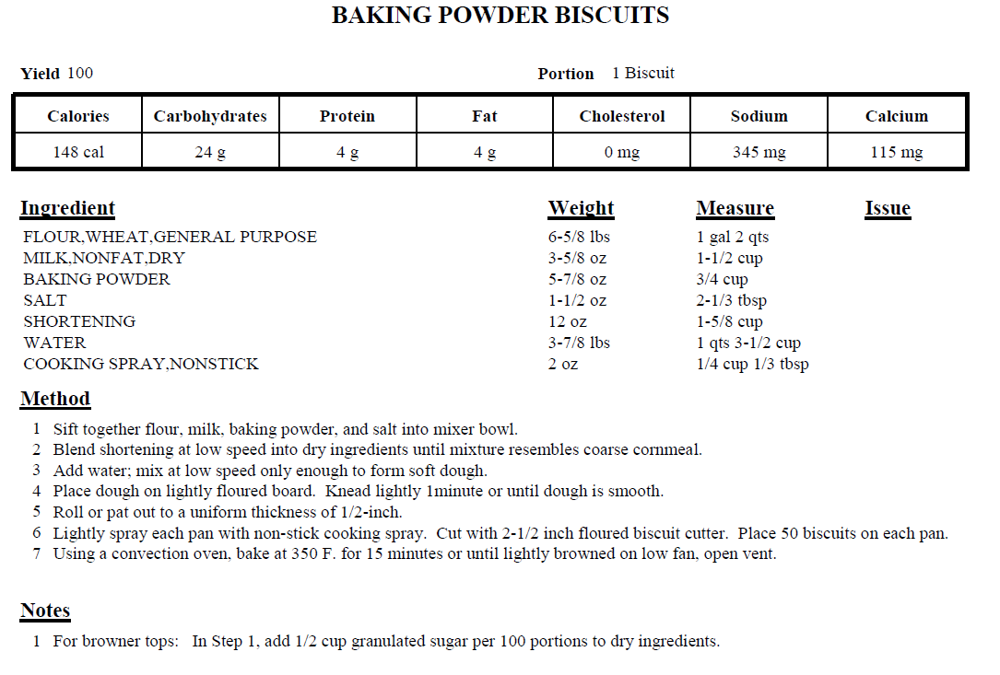 BAKING POWDER BISCUITS
Yield 100 Portion 1 Biscuit
Calories Carbohydrates Protein Fat Cholesterol Sodium Calcium
148 cal 24 g 4 g 4 g 0 mg 345 mg 115 mg
Ingredient Weight Measure Issue
FLOUR,WHEAT,GENERAL PURPOSE 6-5/8 lbs 1 gal 2 qts
MILK,NONFAT,DRY 3-5/8 oz 1-1/2 cup
BAKING POWDER 5-7/8 oz 3/4 cup
SALT 1-1/2 oz 2-1/3 tbsp
SHORTENING 12 oz 1-5/8 cup
WATER 3-7/8 lbs 1 qts 3-1/2 cup
COOKING SPRAY,NONSTICK 2 oz 1/4 cup 1/3 tbsp
Method
1 Sift together flour, milk, baking powder, and salt into mixer bowl.
2 Blend shortening at low speed into dry ingredients until mixture resembles coarse cornmeal.
3 Add water; mix at low speed only enough to form soft dough.
4 Place dough on lightly floured board. Knead lightly 1minute or until dough is smooth.
5 Roll or pat out to a uniform thickness of 1/2-inch.
6 Lightly spray each pan with non-stick cooking spray. Cut with 2-1/2 inch floured biscuit cutter. Place 50 biscuits on each pan.
7 Using a convection oven, bake at 350 F. for 15 minutes or until lightly browned on low fan, open vent.
Notes
1 For browner tops: In Step 1, add 1/2 cup granulated sugar per 100 portions to dry ingredients.